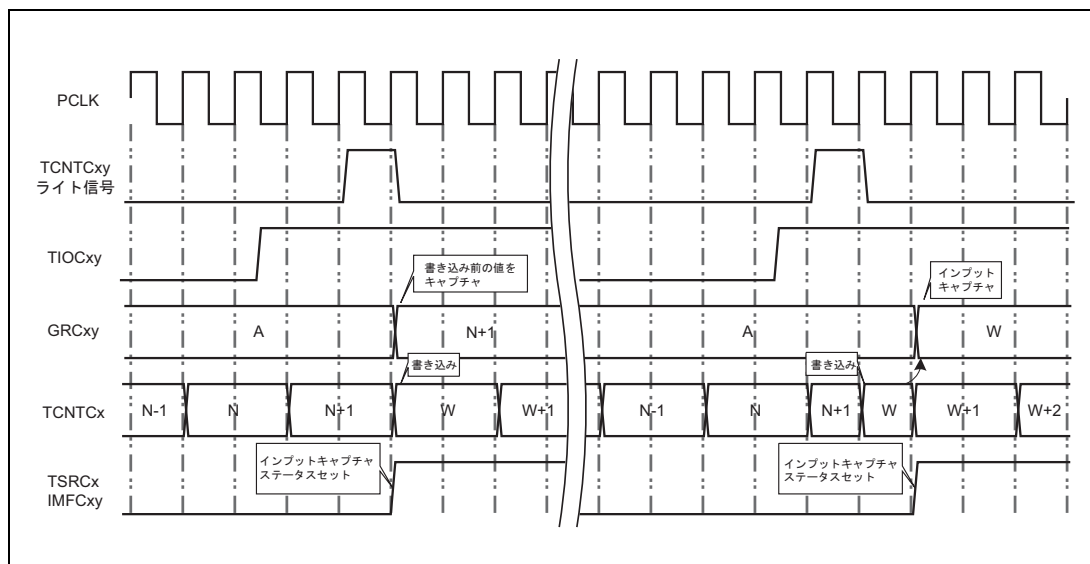 PCLK
TCNTCxy
ライト信号
TIOCxy
書き込み前の値を
キャプチャ
インプット
キャプチャ
GRCxy
A
N+1
A
W
書き込み
書き込み
TCNTCx
N-1
N
N+1
W
W+1
N-1
N
N+1
W
W+1
W+2
インプットキャプチャ
ステータスセット
インプットキャプチャ
ステータスセット
TSRCx
IMFCxy